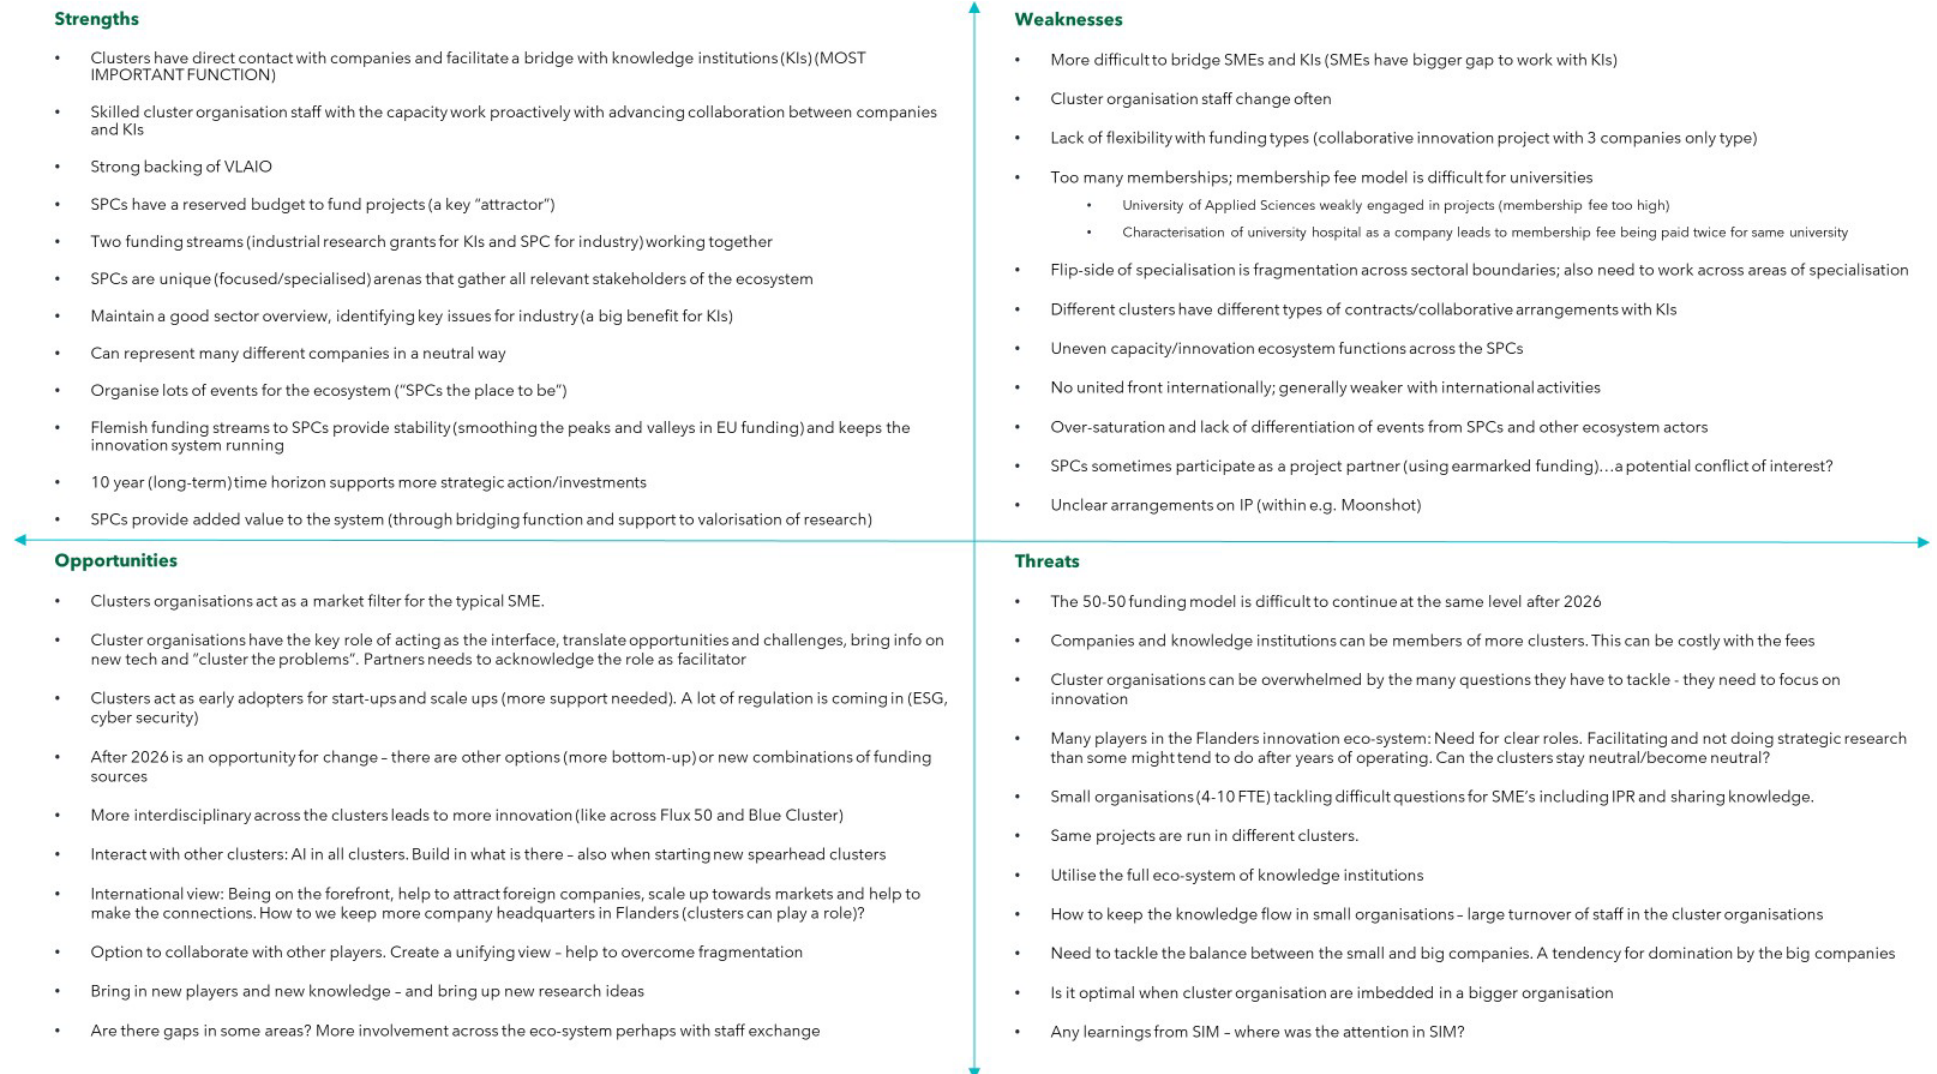 Strengths
• Clusters have direct contact with companies and facilitate a bridge with knowledge institutions (KIs) (MOST
IMPORTANT FUNCTION)
• Skilled cluster organisation staff with the capacity work proactively with advancing collaboration between companies
and KIs
• Strong backing of VLAIO
• SPCs have a reserved budget to fund projects (a key “attractor”)
• Two funding streams (industrial research grants for KIs and SPC for industry) working together
• SPCs are unique (focused/specialised) arenas that gather all relevant stakeholders of the ecosystem
• Maintain a good sector overview, identifying key issues for industry (a big benefit for KIs)
• Can represent many different companies in a neutral way
• Organise lots of events for the ecosystem (“SPCs the place to be”)
• Flemish funding streams to SPCs provide stability (smoothing the peaks and valleys in EU funding) and keeps the
innovation system running
• 10 year (long-term) time horizon supports more strategic action/investments
• SPCs provide added value to the system (through bridging function and support to valorisation of research)
Weaknesses
• More difficult to bridge SMEs and KIs (SMEs have bigger gap to work with KIs)
• Cluster organisation staff change often
• Lack of flexibility with funding types (collaborative innovation project with 3 companies only type)
• Too many memberships; membership fee model is difficult for universities
• University of Applied Sciences weakly engaged in projects (membership fee too high)
• Characterisation of university hospital as a company leads to membership fee being paid twice for same university
• Flip-side of specialisation is fragmentation across sectoral boundaries; also need to work across areas of specialisation
• Different clusters have different types of contracts/collaborative arrangements with KIs
• Uneven capacity/innovation ecosystem functions across the SPCs
• No united front internationally; generally weaker with international activities
• Over-saturation and lack of differentiation of events from SPCs and other ecosystem actors
• SPCs sometimes participate as a project partner (using earmarked funding)…a potential conflict of interest?
• Unclear arrangements on IP (within e.g. Moonshot)
Opportunities
• Clusters organisations act as a market filter for the typical SME.
• Cluster organisations have the key role of acting as the interface, translate opportunities and challenges, bring info on
new tech and “cluster the problems”. Partners needs to acknowledge the role as facilitator
• Clusters act as early adopters for start-ups and scale ups (more support needed). A lot of regulation is coming in (ESG,
cyber security)
• After 2026 is an opportunity for change – there are other options (more bottom-up) or new combinations of funding
sources
• More interdisciplinary across the clusters leads to more innovation (like across Flux 50 and Blue Cluster)
• Interact with other clusters: AI in all clusters. Build in what is there – also when starting new spearhead clusters
• International view: Being on the forefront, help to attract foreign companies, scale up towards markets and help to
make the connections. How to we keep more company headquarters in Flanders (clusters can play a role)?
• Option to collaborate with other players. Create a unifying view – help to overcome fragmentation
• Bring in new players and new knowledge – and bring up new research ideas
• Are there gaps in some areas? More involvement across the eco-system perhaps with staff exchange
Threats
• The 50-50 funding model is difficult to continue at the same level after 2026
• Companies and knowledge institutions can be members of more clusters. This can be costly with the fees
• Cluster organisations can be overwhelmed by the many questions they have to tackle - they need to focus on
innovation
• Many players in the Flanders innovation eco-system: Need for clear roles. Facilitating and not doing strategic research
than some might tend to do after years of operating. Can the clusters stay neutral/become neutral?
• Small organisations (4-10 FTE) tackling difficult questions for SME’s including IPR and sharing knowledge.
• Same projects are run in different clusters.
• Utilise the full eco-system of knowledge institutions
• How to keep the knowledge flow in small organisations – large turnover of staff in the cluster organisations
• Need to tackle the balance between the small and big companies. A tendency for domination by the big companies
• Is it optimal when cluster organisation are imbedded in a bigger organisation
• Any learnings from SIM – where was the attention in SIM?